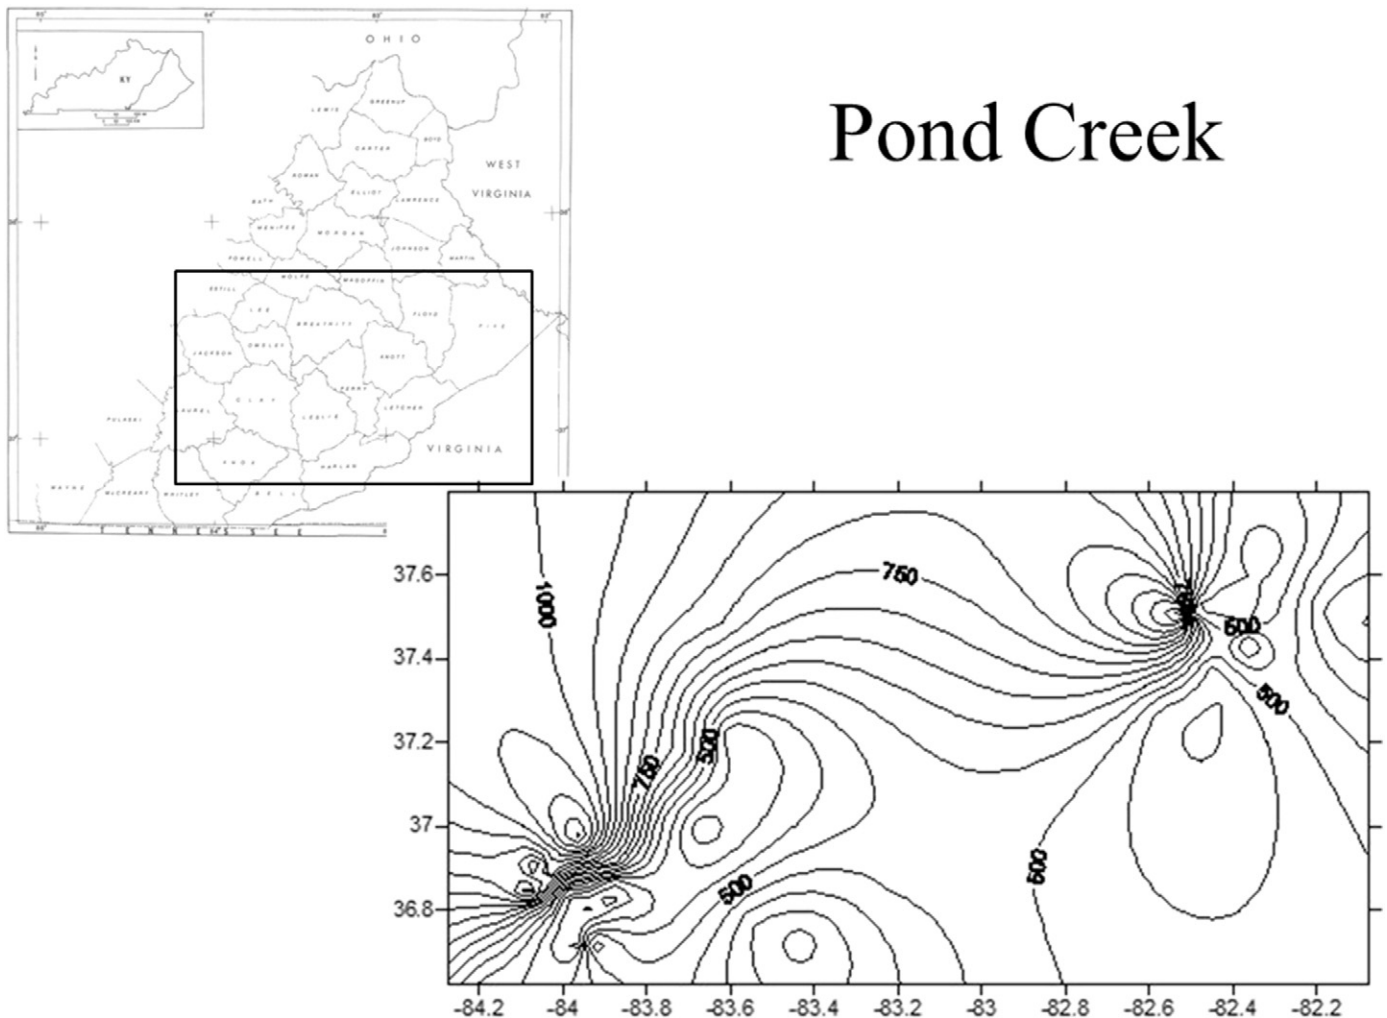 OHIO
KY
Pond Creek
GREENUP
LEWIS
BOYD
CARTER
WEST
VIRGINIA
ROWAN
ELLIOT
LAWRENCE
BATH
MENIFEE
MORGAN
JOHNSON
MARTIN
POWELL
WOLFE
MAGOFFIN
ESTILL
LEE
FLOYD
BREATHITT
PIKE
OWSLEY
JACKSON
KNOTT
PERRY
CLAY
LAUREL
LESLIE
LETCHER
PULASKI
VIRGINIA
KNOX
HARLAN
WAYNE
McCREARY
WHITLEY
BELL
TENNESSEE
37.6
1000
750
500
37.4
500
37.2
500
750
37
500
500
36.8
-84.2 -84 -83.8 -83.6 -83.4 -83.2 -83 -82.8 -82.6 -82.4 -82.2